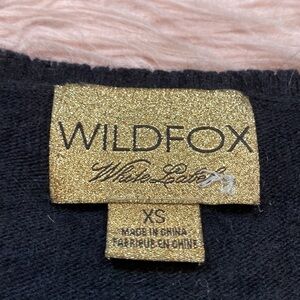 WILDFOX
White Label
XS
MADE IN CHINA
FABRIQUE EN CHINE